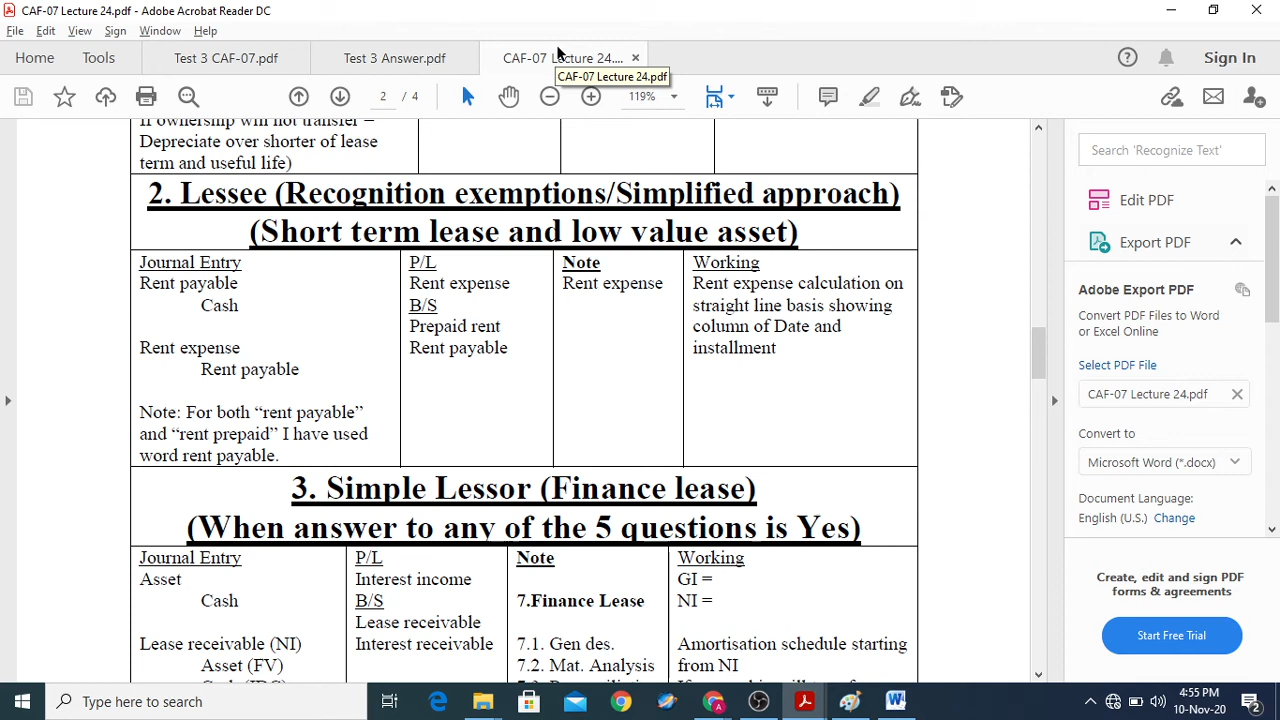 CAF-07 Lecture 24.pdf - Adobe Acrobat Reader DC
File Edit View Sign Window Help
Home Tools Test 3 CAF-07.pdf Test 3 Answer.pdf CAF-07 Lecture 24.... × Sign In
CAF-07 Lecture 24.pdf
2 / 4 119%
If ownership will not transfer =
Depreciate over shorter of lease
term and useful life)
2. Lessee (Recognition exemptions/Simplified approach)
(Short term lease and low value asset)
Journal Entry
Rent payable
Cash
Rent expense
Rent payable
Note: For both “rent payable”
and “rent prepaid” I have used
word rent payable.
P/L
Rent expense
B/S
Prepaid rent
Rent payable
Note
Rent expense
Working
Rent expense calculation on
straight line basis showing
column of Date and
installment
3. Simple Lessor (Finance lease)
(When answer to any of the 5 questions is Yes)
Journal Entry
Asset
Cash
Lease receivable (NI)
Asset (FV)
Cash (IDC)
P/L
Interest income
B/S
Lease receivable
Interest receivable
Note
7.Finance Lease
7.1. Gen des.
7.2. Mat. Analysis
Working
GI =
NI =
Amortisation schedule starting
from NI
Search 'Recognize Text'
Edit PDF
Export PDF
Adobe Export PDF
Convert PDF Files to Word
or Excel Online
Select PDF File
CAF-07 Lecture 24.pdf
Convert to
Microsoft Word (*.docx)
Document Language:
English (U.S.) Change
Create, edit and sign PDF
forms & agreements
Start Free Trial
Type here to search
4:55 PM
10-Nov-20
2